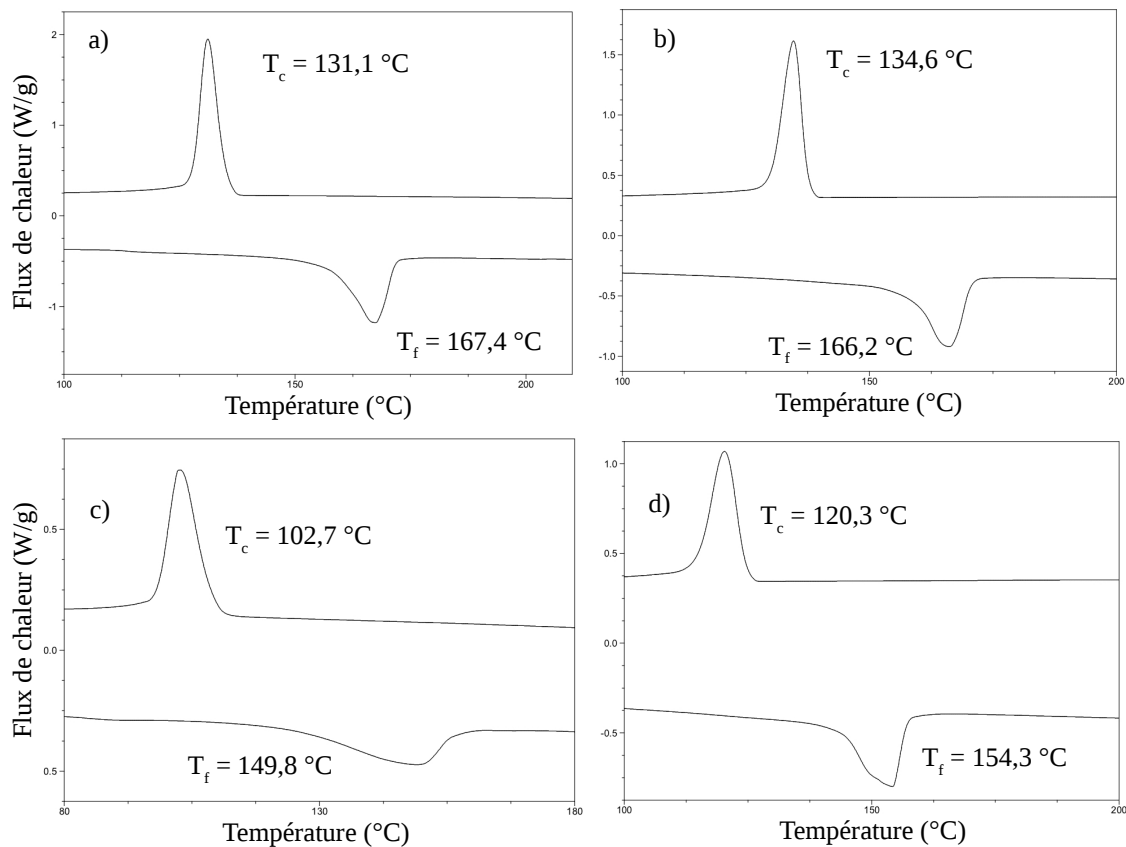 a)
T_c = 131,1 °C
2
1
0
-1
Flux de chaleur (W/g)
T_f = 167,4 °C
100
150
200
Température (°C)
b)
T_c = 134,6 °C
1.5
1.0
0.5
0.0
-0.5
-1.0
T_f = 166,2 °C
100
150
200
Température (°C)
c)
T_c = 102,7 °C
0.5
0.0
0.5
Flux de chaleur (W/g)
T_f = 149,8 °C
80
130
180
Température (°C)
d)
T_c = 120,3 °C
1.0
0.5
0.0
-0.5
T_f = 154,3 °C
100
150
200
Température (°C)